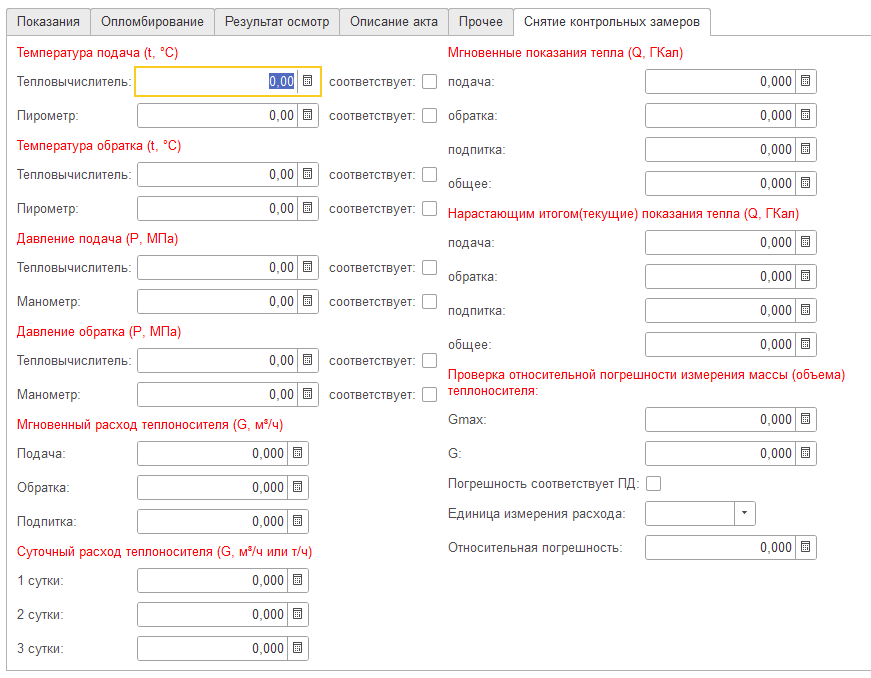 Показания Опломбирование Результат осмотр Описание акта Прочее Снятие контрольных замеров
Температура подача (t, °C)
Тепловычислитель: 0,00 соответствует:
Пирометр: 0,00 соответствует:
Температура обратка (t, °C)
Тепловычислитель: 0,00 соответствует:
Пирометр: 0,00 соответствует:
Давление подача (P, МПа)
Тепловычислитель: 0,00 соответствует:
Манометр: 0,00 соответствует:
Давление обратка (P, МПа)
Тепловычислитель: 0,00 соответствует:
Манометр: 0,00 соответствует:
Мгновенный расход теплоносителя (G, м³/ч)
Подача: 0,000
Обратка: 0,000
Подпитка: 0,000
Суточный расход теплоносителя (G, м³/ч или т/ч)
1 сутки: 0,000
2 сутки: 0,000
3 сутки: 0,000
Мгновенные показания тепла (Q, ГКал)
подача: 0,000
обратка: 0,000
подпитка: 0,000
общее: 0,000
Нарастающим итогом(текущие) показания тепла (Q, ГКал)
подача: 0,000
обратка: 0,000
подпитка: 0,000
общее: 0,000
Проверка относительной погрешности измерения массы (объема)
теплоносителя:
Gmax: 0,000
G: 0,000
Погрешность соответствует ПД:
Единица измерения расхода:
Относительная погрешность: 0,000